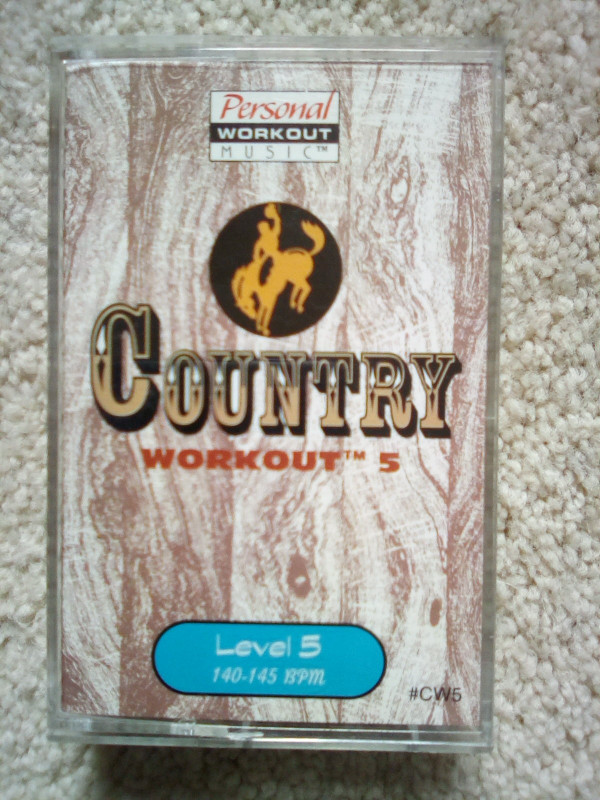 Personal
WORKOUT
MUSIC™
COUNTRY
WORKOUT™ 5
Level 5
140-145 BPM
#CW5